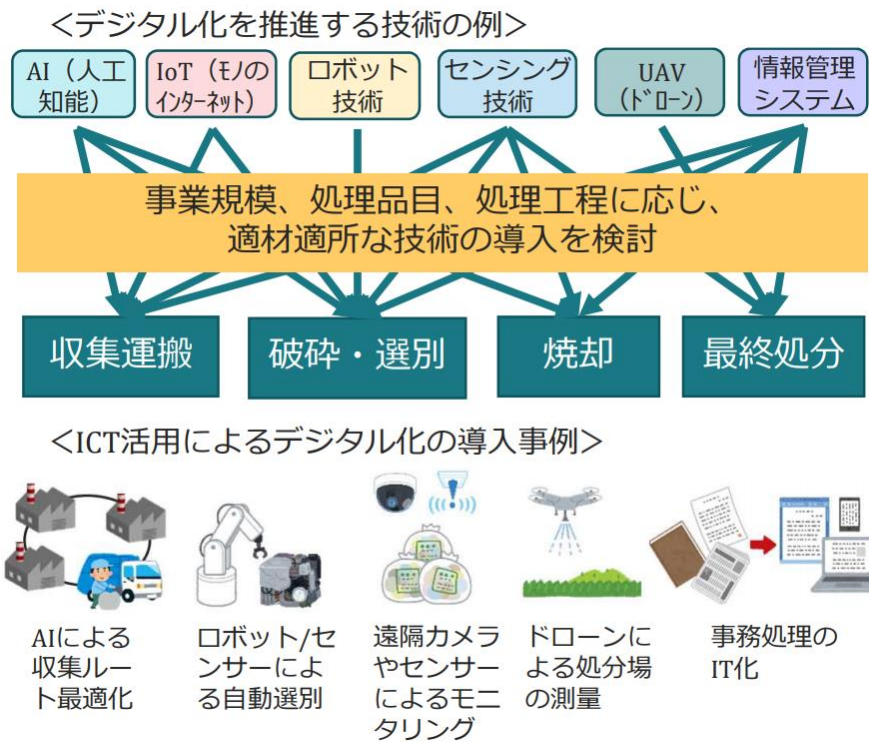 <デジタル化を推進する技術の例>
AI（人工
知能）
IoT（ﾓﾉの
ｲﾝﾀｰﾈｯﾄ）
ロボット
技術
センシング
技術
UAV
（ﾄﾞﾛｰﾝ）
情報管理
システム
事業規模、処理品目、処理工程に応じ、
適材適所な技術の導入を検討
収集運搬
破砕・選別
焼却
最終処分
<ICT活用によるデジタル化の導入事例>
AIによる
収集ルー
ト最適化
ロボット/セ
ンサーによ
る自動選別
遠隔カメラ
やセンサー
によるモニ
タリング
ドローンに
よる処分場
の測量
事務処理の
IT化